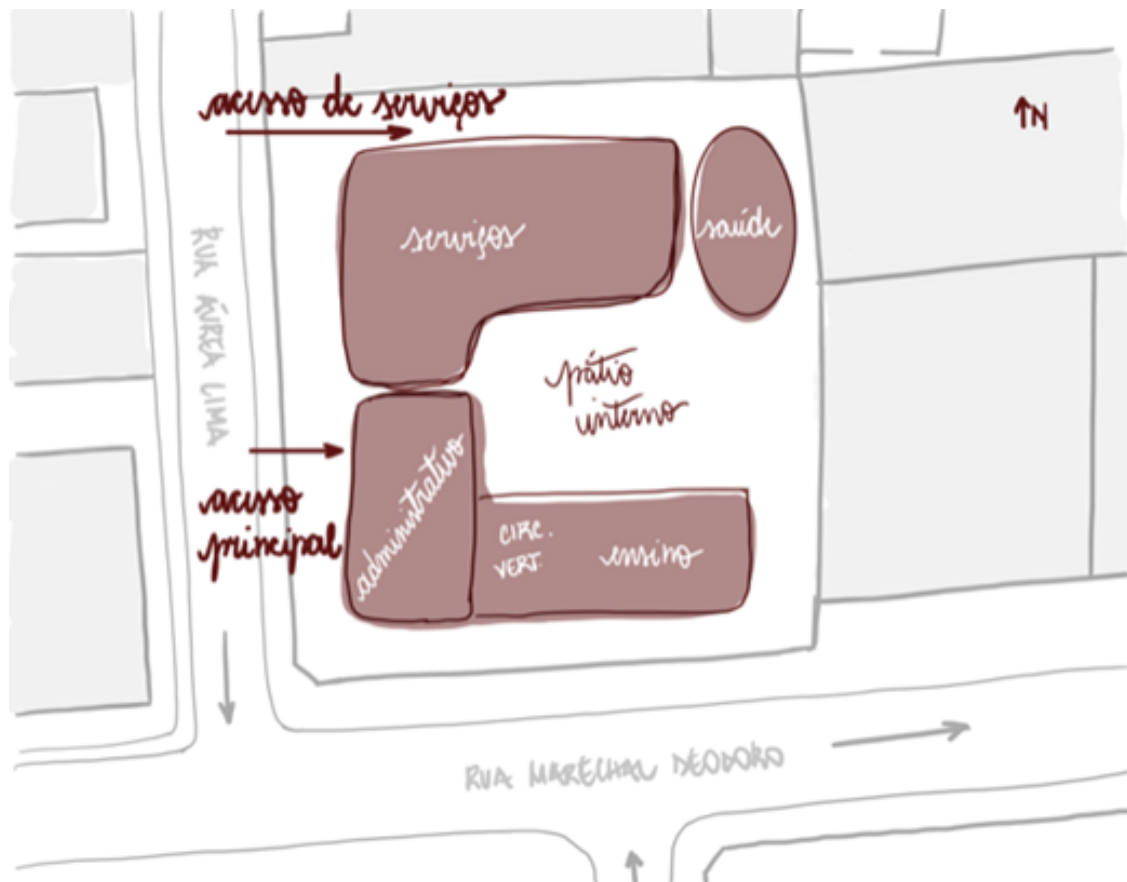 acesso de serviços
↑N
serviços
saúde
RUA ÁUREA LIMA
pátio
interno
administrativo
acesso
principal
CIRC.
VERT.
ensino
RUA MARECHAL DEODORO